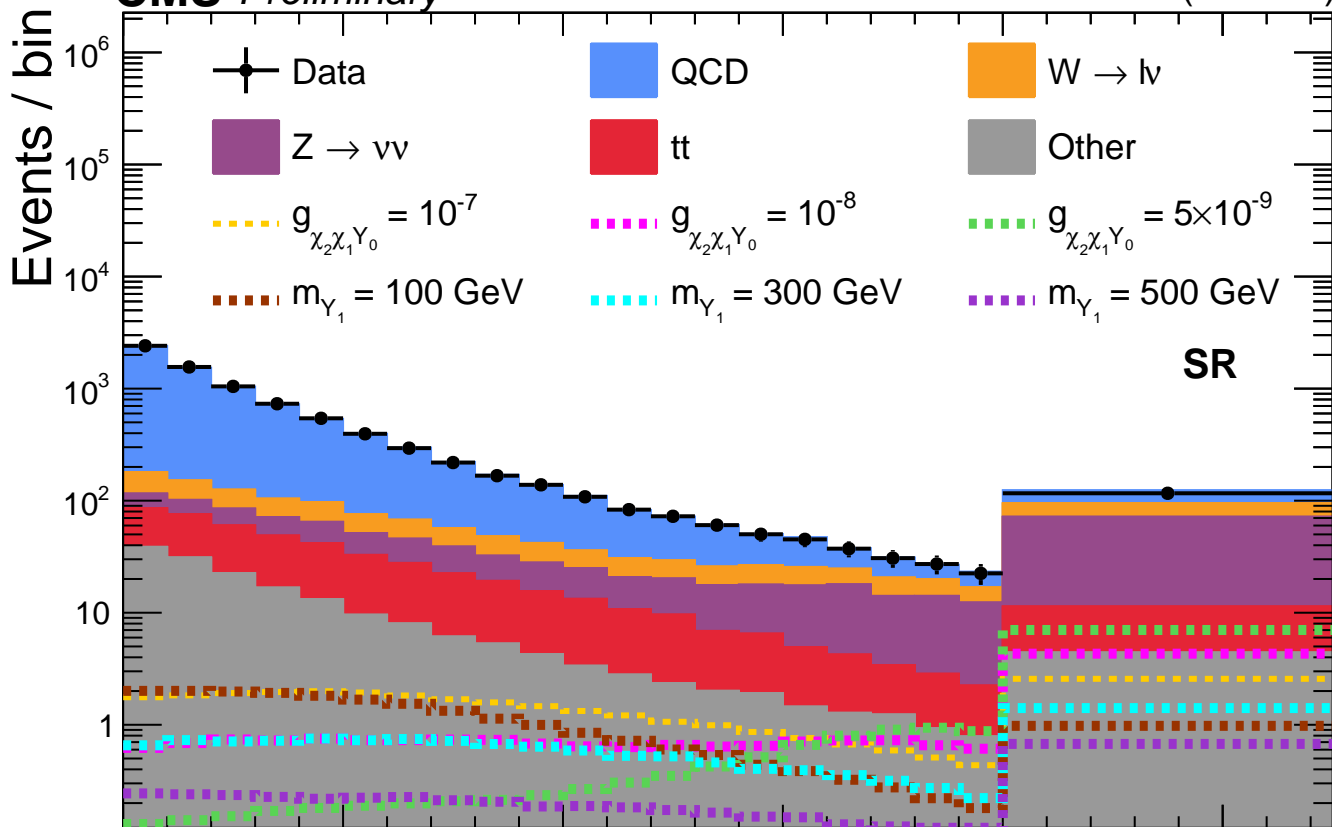 CMS Preliminary
Events / bin
10⁶
10⁵
10⁴
10³
10²
10
1
Data
QCD
W → lν
Z → νν
tt
Other
g_{χ₂χ₁Y₀} = 10⁻⁷
g_{χ₂χ₁Y₀} = 10⁻⁸
g_{χ₂χ₁Y₀} = 5×10⁻⁹
m_{Y₁} = 100 GeV
m_{Y₁} = 300 GeV
m_{Y₁} = 500 GeV
SR